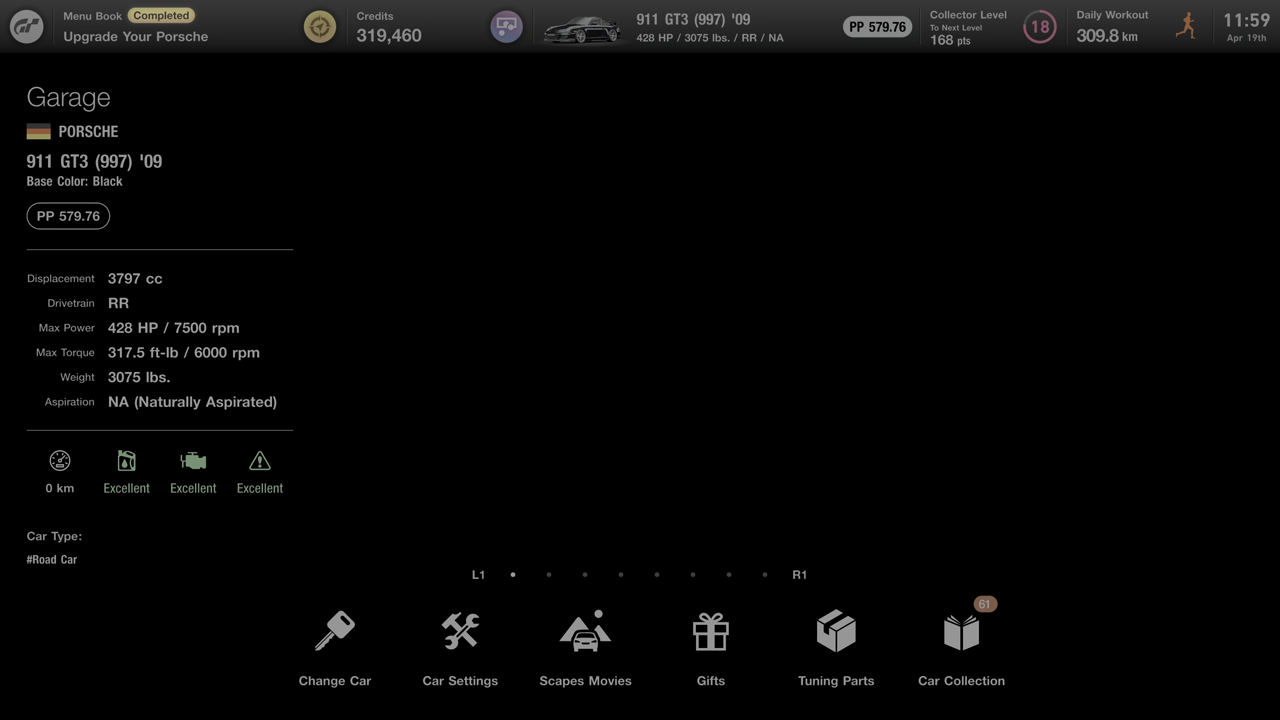 Menu Book Completed
Upgrade Your Porsche
Credits
319,460
911 GT3 (997) '09
428 HP / 3075 lbs. / RR / NA
PP 579.76
Collector Level
To Next Level
168 pts
18
Daily Workout
309.8 km
11:59
Apr 19th
Garage
PORSCHE
911 GT3 (997) '09
Base Color: Black
PP 579.76
Displacement 3797 cc
Drivetrain RR
Max Power 428 HP / 7500 rpm
Max Torque 317.5 ft-lb / 6000 rpm
Weight 3075 lbs.
Aspiration NA (Naturally Aspirated)
0 km Excellent Excellent Excellent
Car Type:
#Road Car
L1 R1
61
Change Car Car Settings Scapes Movies Gifts Tuning Parts Car Collection